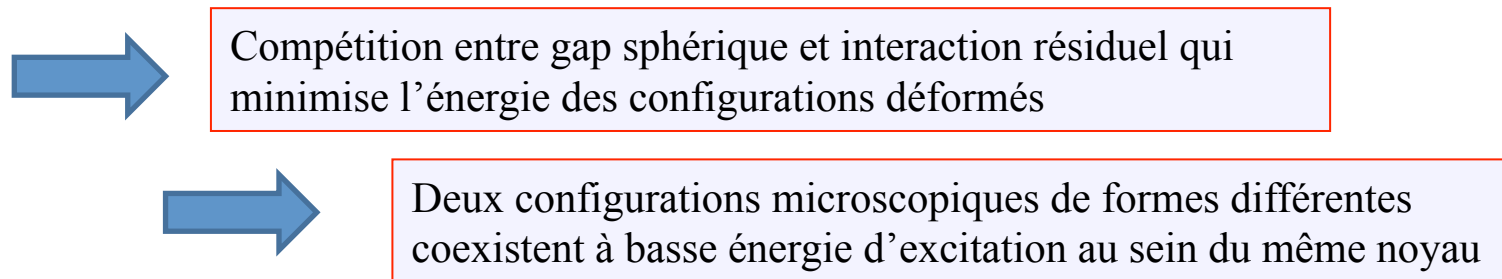 Compétition entre gap sphérique et interaction résiduel qui
minimise l’énergie des configurations déformés
Deux configurations microscopiques de formes différentes
coexistent à basse énergie d’excitation au sein du même noyau